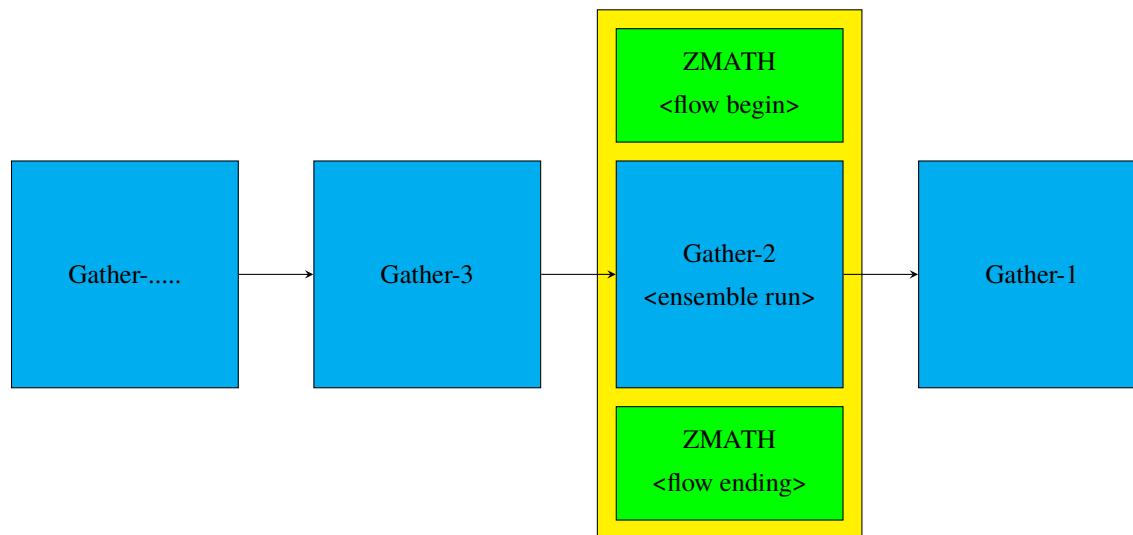 ZMATH
<flow begin>
Gather-.....
Gather-3
Gather-2
<ensemble run>
Gather-1
ZMATH
<flow ending>